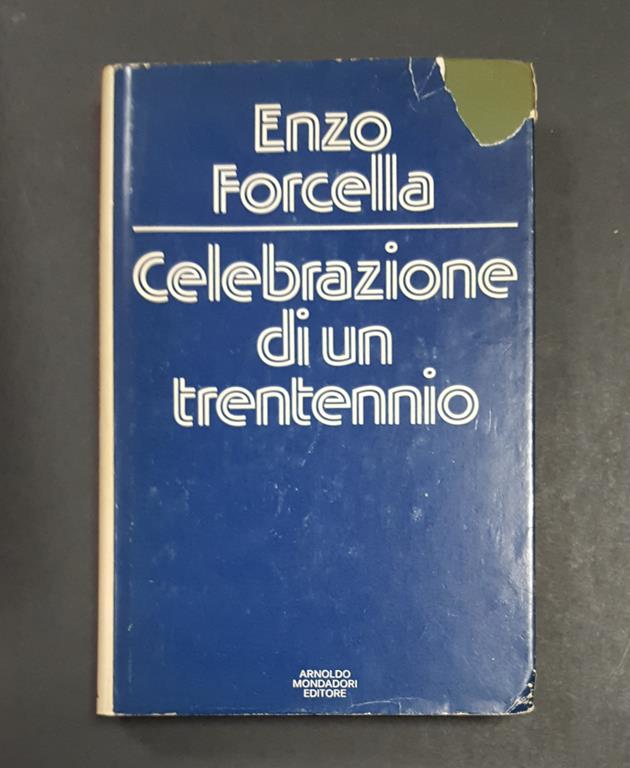 Enzo
Forcella
Celebrazione
di un
trentennio
ARNOLDO
MONDADORI
EDITORE